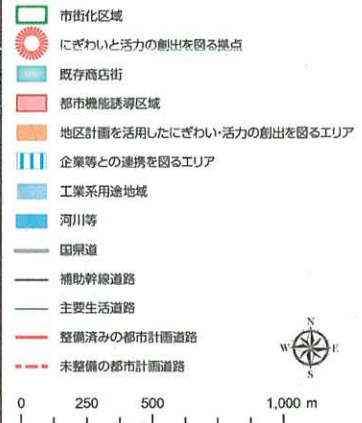 市街化区域
にぎわいと活力の創出を図る拠点
既存商店街
都市機能誘導区域
地区計画を活用したにぎわい・活力の創出を図るエリア
企業等との連携を図るエリア
工業系用途地域
河川等
国県道
補助幹線道路
主要生活道路
整備済みの都市計画道路
未整備の都市計画道路
N
W E
S
0 250 500 1,000 m